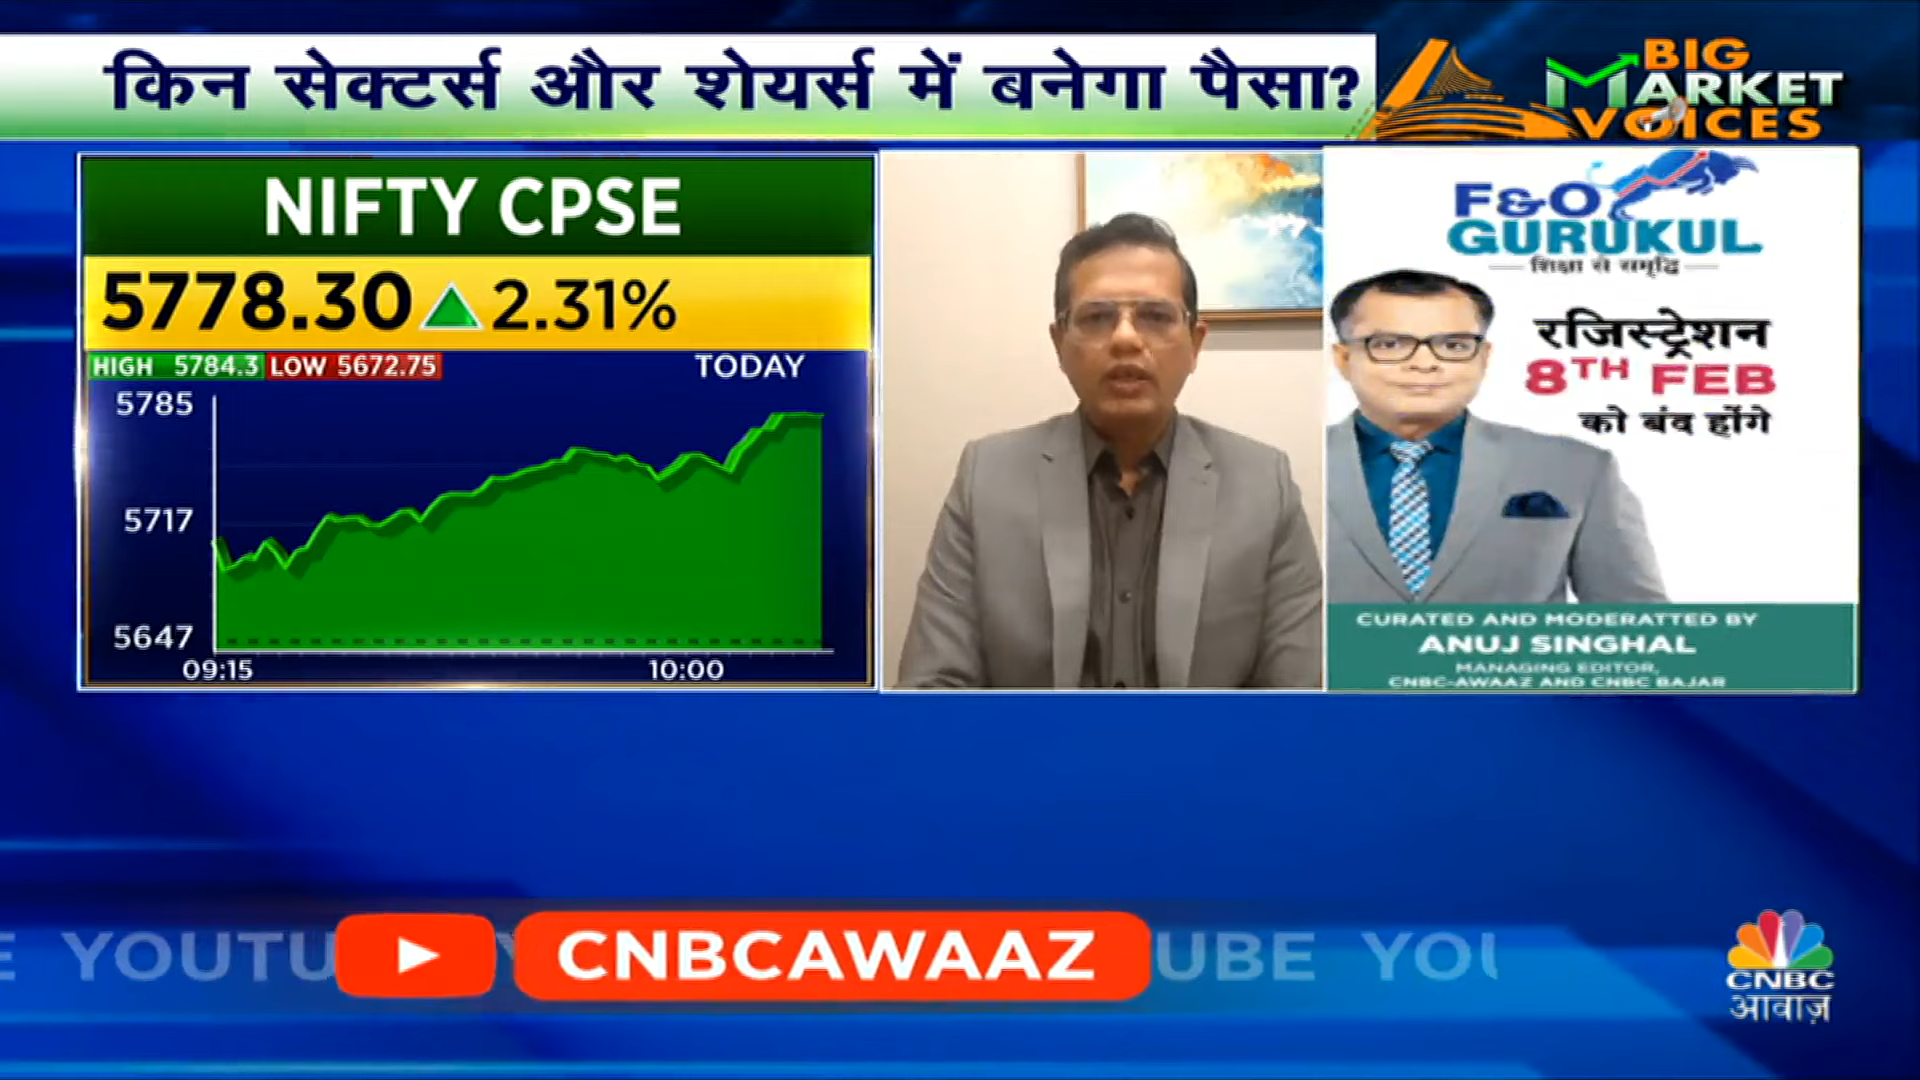 किन सेक्टर्स और शेयर्स में बनेगा पैसा?
BIG
MARKET
VOICES
NIFTY CPSE
5778.30 ▲ 2.31%
HIGH 5784.3 LOW 5672.75 TODAY
5785
5717
5647
09:15 10:00
F&O
GURUKUL
शिक्षा से समृद्धि
रजिस्ट्रेशन
8TH FEB
को बंद होंगे
CURATED AND MODERATTED BY
ANUJ SINGHAL
MANAGING EDITOR,
CNBC-AWAAZ AND CNBC BAJAR
E YOUTU CNBCAWAAZ UBE YOU
CNBC
आवाज़